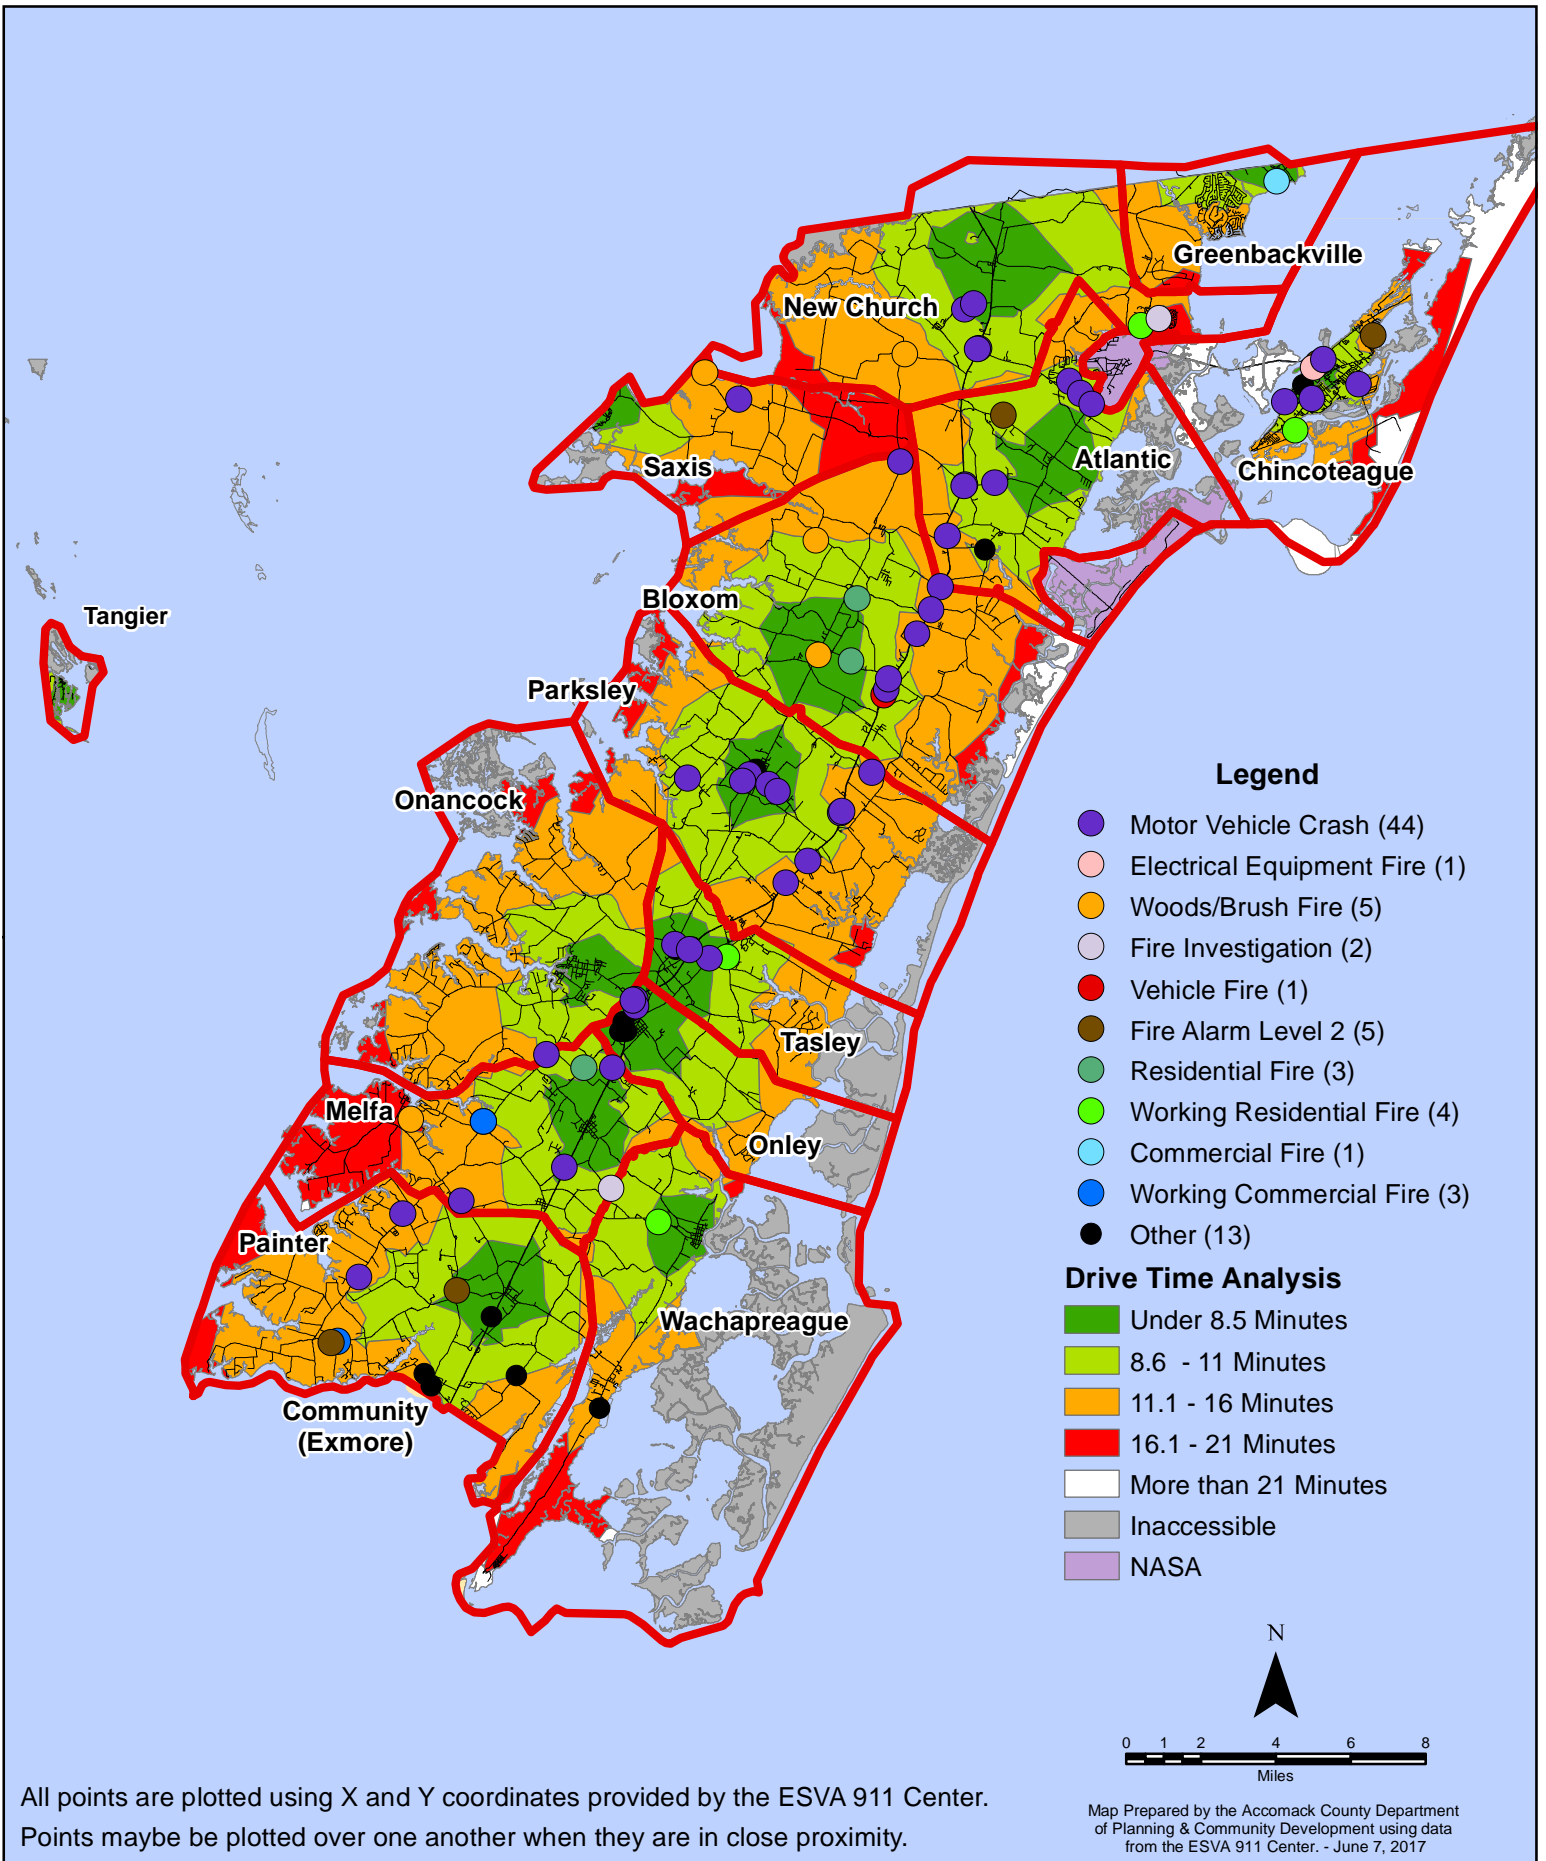 Greenbackville
New Church
Atlantic
Saxis
Chincoteague
Bloxom
Tangier
Parksley
Onancock
Tasley
Melfa
Onley
Painter
Wachapreague
Community
(Exmore)
Legend
Motor Vehicle Crash (44)
Electrical Equipment Fire (1)
Woods/Brush Fire (5)
Fire Investigation (2)
Vehicle Fire (1)
Fire Alarm Level 2 (5)
Residential Fire (3)
Working Residential Fire (4)
Commercial Fire (1)
Working Commercial Fire (3)
Other (13)
Drive Time Analysis
Under 8.5 Minutes
8.6 - 11 Minutes
11.1 - 16 Minutes
16.1 - 21 Minutes
More than 21 Minutes
Inaccessible
NASA
N
0 1 2 4 6 8
Miles
All points are plotted using X and Y coordinates provided by the ESVA 911 Center.
Points maybe be plotted over one another when they are in close proximity.
Map Prepared by the Accomack County Department
of Planning & Community Development using data
from the ESVA 911 Center. - June 7, 2017